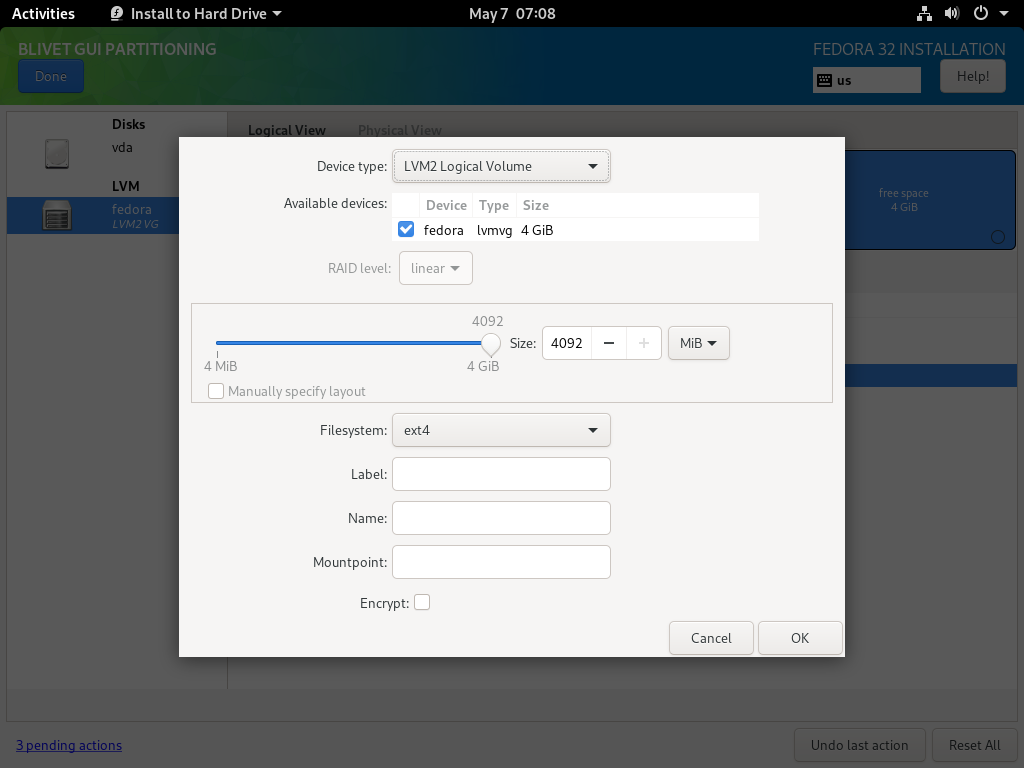 Activities Install to Hard Drive May 7 07:08
BLIVET GUI PARTITIONING FEDORA 32 INSTALLATION
Done us Help!
Disks
vda
LVM
fedora
LVM2 VG
Logical View Physical View
free space
4 GiB
Device type: LVM2 Logical Volume
Available devices: Device Type Size
fedora lvmvg 4 GiB
RAID level: linear
4092
Size: 4092 MiB
4 MiB 4 GiB
Manually specify layout
Filesystem: ext4
Label:
Name:
Mountpoint:
Encrypt:
Cancel OK
3 pending actions Undo last action Reset All